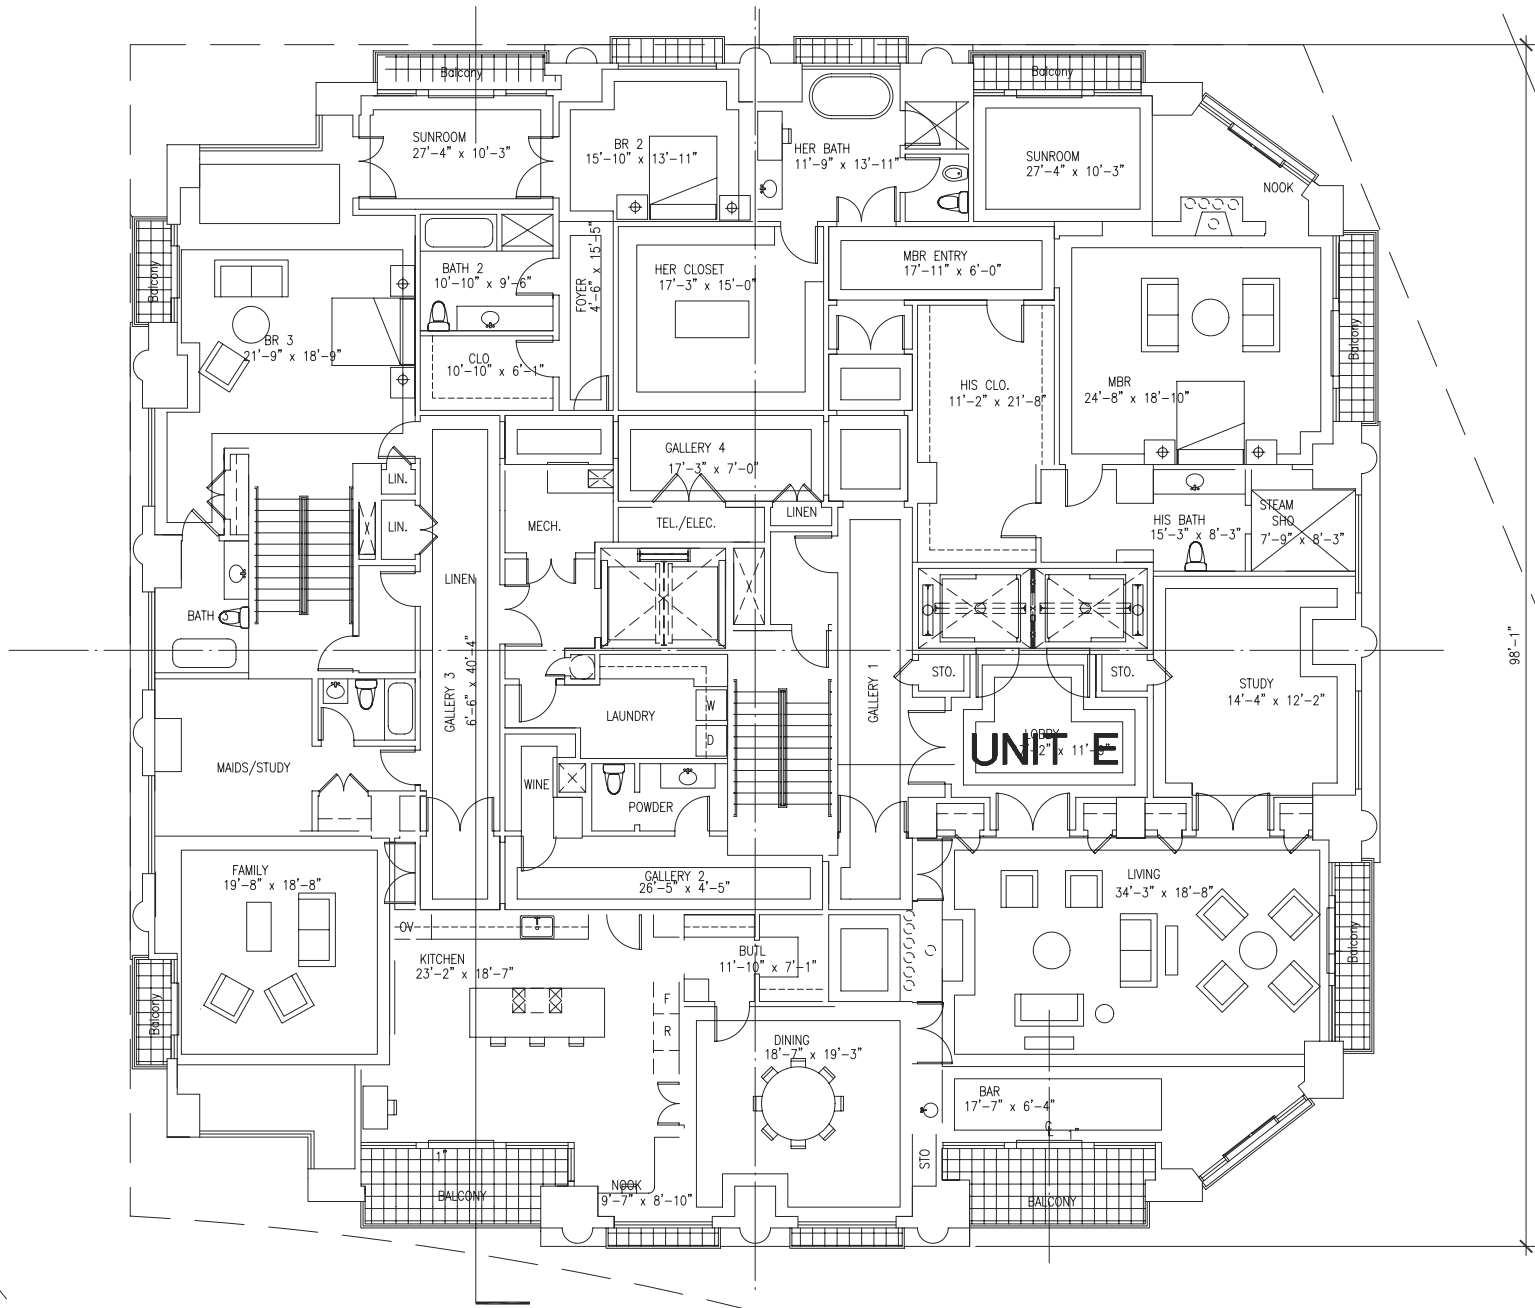 Balcony
Balcony
SUNROOM
27'-4" x 10'-3"
BR 2
15'-10" x 13'-11"
HER BATH
11'-9" x 13'-11"
SUNROOM
27'-4" x 10'-3"
NOOK
Balcony
BATH 2
10'-10" x 9'-6"
FOYER
4'-6" x 15'-5"
HER CLOSET
17'-3" x 15'-0"
MBR ENTRY
17'-11" x 6'-0"
Balcony
BR 3
21'-9" x 18'-9"
CLO.
10'-10" x 6'-1"
HIS CLO.
11'-2" x 21'-8"
MBR
24'-8" x 18'-10"
GALLERY 4
17'-3" x 7'-0"
LIN.
LIN.
MECH.
TEL./ELEC.
LINEN
HIS BATH
15'-3" x 8'-3"
STEAM
SHO
7'-9" x 8'-3"
LINEN
BATH
98'-1"
GALLERY 3
6'-6" x 40'-4"
GALLERY 1
STO.
STO.
STUDY
14'-4" x 12'-2"
LAUNDRY
W
D
LOBBY
UNIT E
MAIDS/STUDY
WINE
POWDER
FAMILY
19'-8" x 18'-8"
GALLERY 2
26'-5" x 4'-5"
LIVING
34'-3" x 18'-8"
Balcony
OV
KITCHEN
23'-2" x 18'-7"
BUTL
11'-10" x 7'-1"
Balcony
F
R
DINING
18'-7" x 19'-3"
BAR
17'-7" x 6'-4"
1"
1"
STO
BALCONY
NOOK
9'-7" x 8'-10"
BALCONY